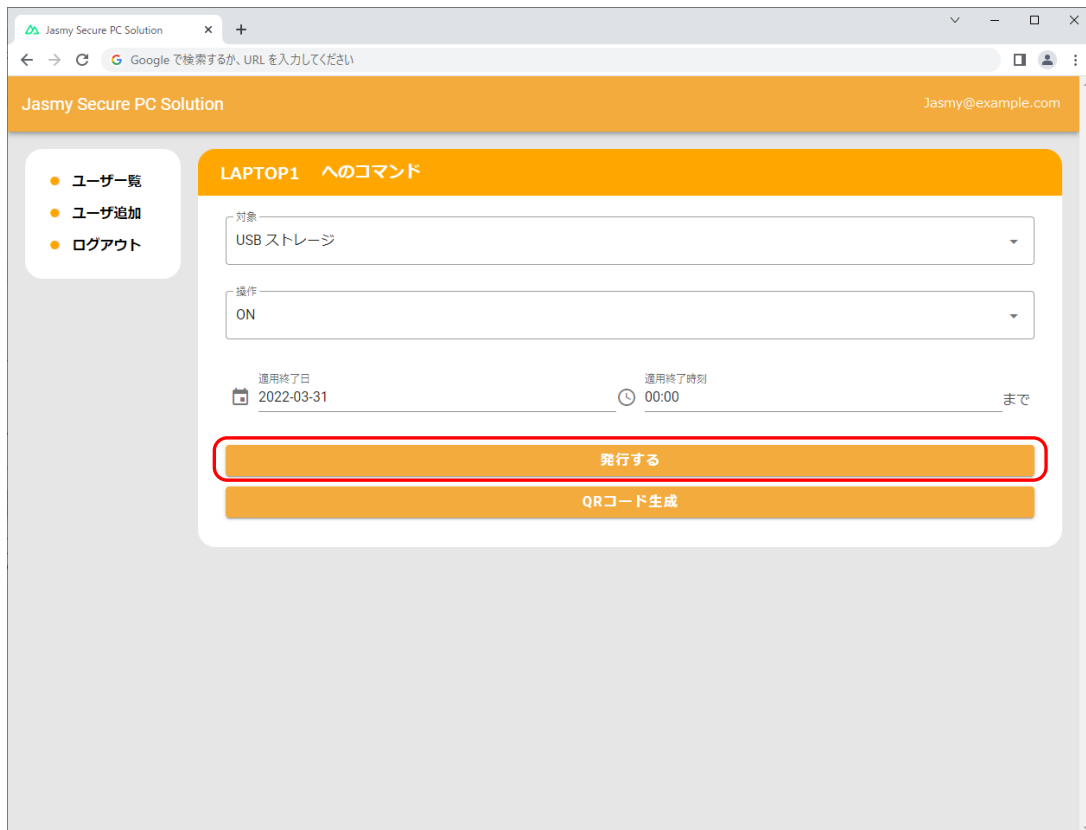 Jasmy Secure PC Solution
Google で検索するか、URL を入力してください
Jasmy Secure PC Solution
Jasmy@example.com
ユーザ一覧
ユーザ追加
ログアウト
LAPTOP1 へのコマンド
対象
USB ストレージ
操作
ON
適用終了日
2022-03-31
適用終了時刻
00:00
まで
発行する
QRコード生成